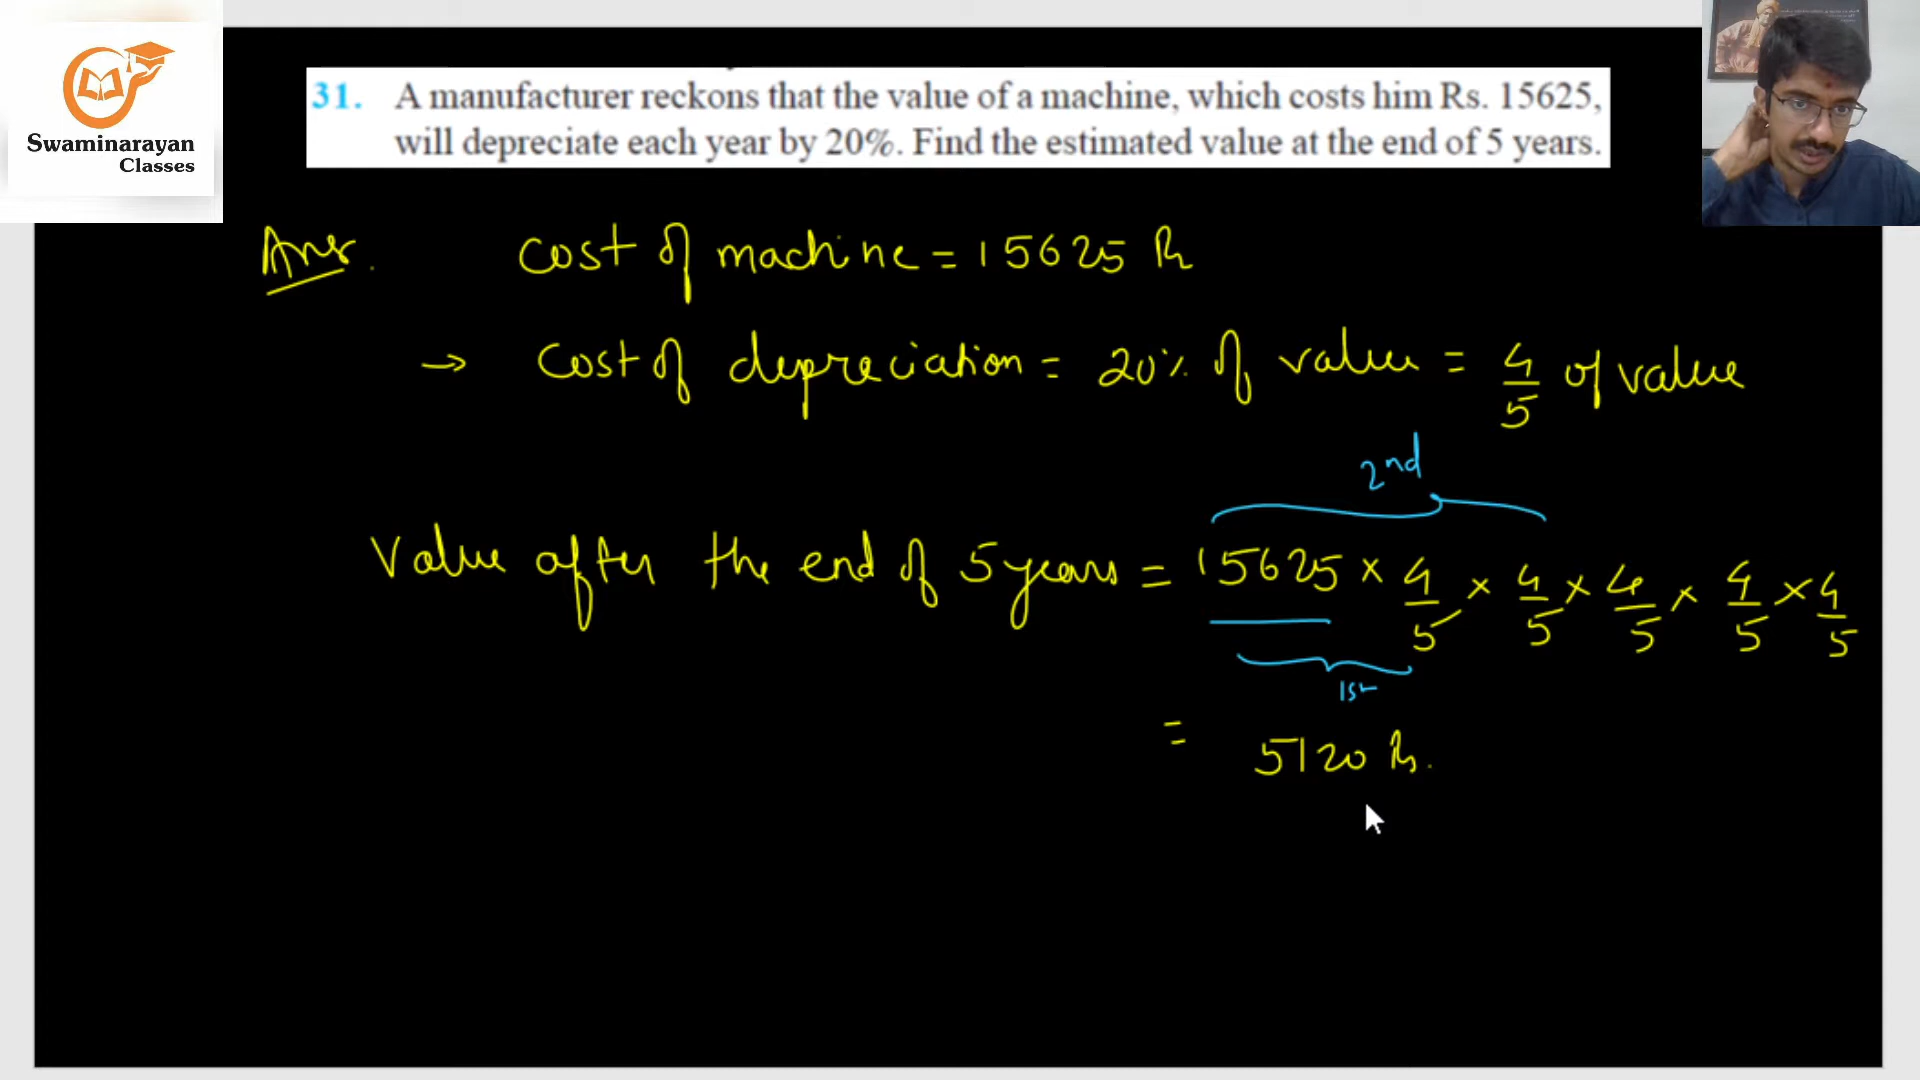 Swaminarayan
Classes
31. A manufacturer reckons that the value of a machine, which costs him Rs. 15625,
will depreciate each year by 20%. Find the estimated value at the end of 5 years.
Ans.
Cost of machine = 15625 Rs
→ Cost of depreciation = 20% of value = 4/5 of value
2nd
Value after the end of 5 years = 15625 × 4/5 × 4/5 × 4/5 × 4/5 × 4/5
1st
= 5120 Rs.